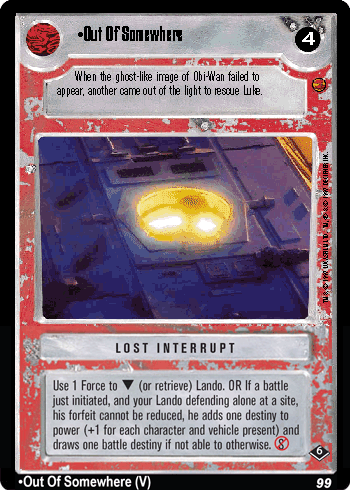 •Out Of Somewhere
4
When the ghost-like image of Obi-Wan failed to
appear, another came out of the light to rescue Luke.
LOST INTERRUPT
Use 1 Force to ▼ (or retrieve) Lando. OR If a battle
just initiated, and your Lando defending alone at a site,
his forfeit cannot be reduced, he adds one destiny to
power (+1 for each character and vehicle present) and
draws one battle destiny if not able to otherwise.
6
•Out Of Somewhere (V)
99